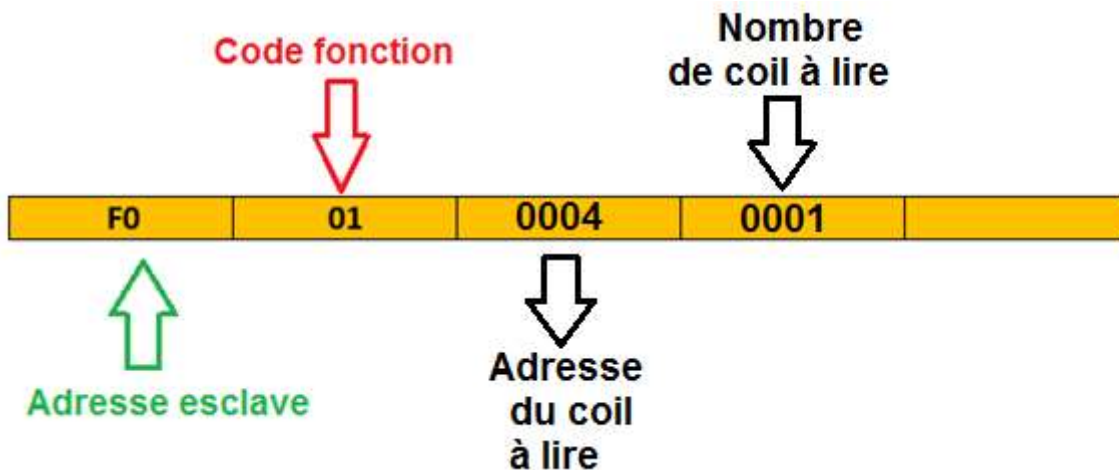 Code fonction
Nombre
de coil à lire
F0 01 0004 0001
Adresse esclave
Adresse
du coil
à lire